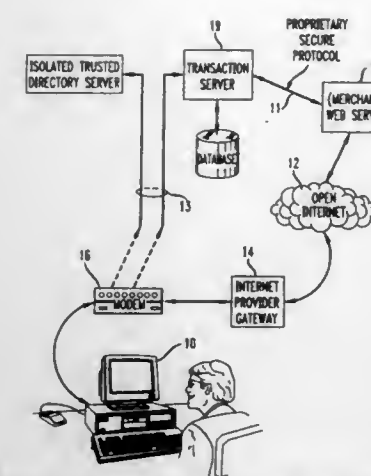 19
PROPRIETARY
SECURE
PROTOCOL
ISOLATED TRUSTED
DIRECTORY SERVER
TRANSACTION
SERVER
11
(MERCHA
WEB SERV
DATABASE
12
OPEN
INTERNET
13
16
14
MODEM
INTERNET
PROVIDER
GATEWAY
10